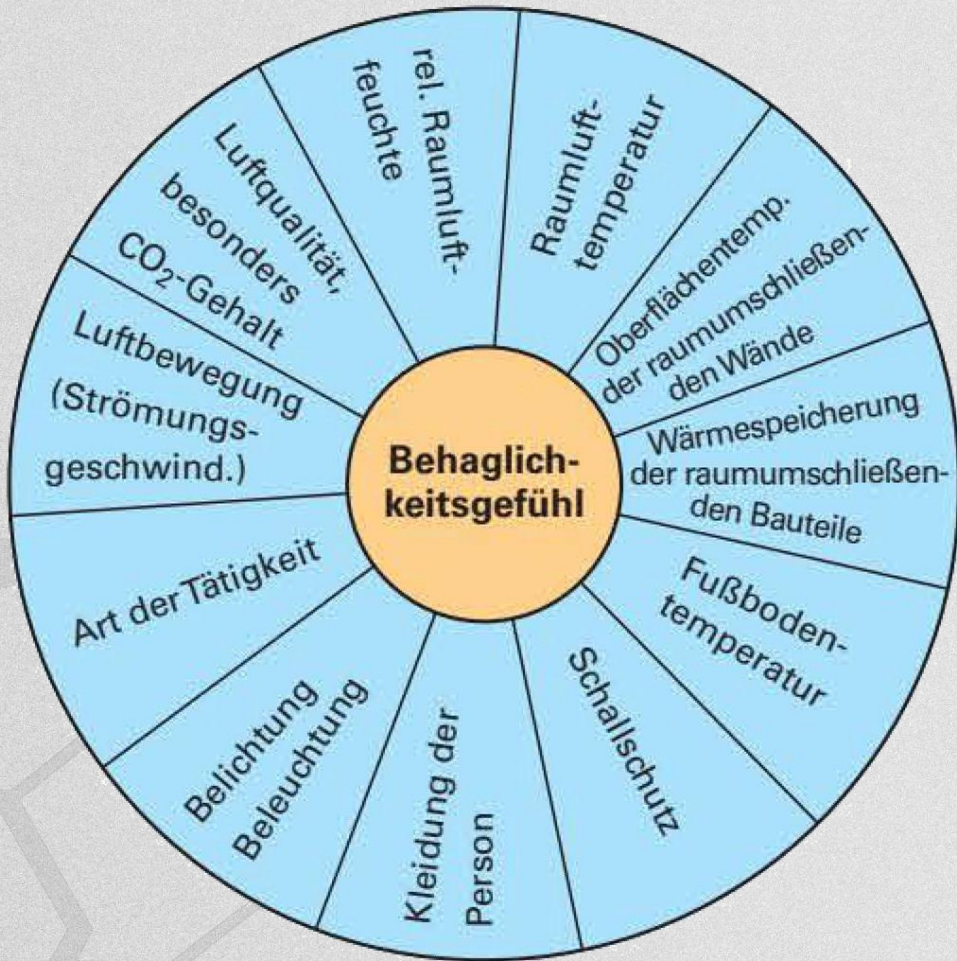 Behaglich-
keitsgefühl
Raumluft-
temperatur
Oberflächentemp.
der raumumschließen-
den Wände
Wärmespeicherung
der raumumschließen-
den Bauteile
Fußboden-
temperatur
Schallschutz
Kleidung der
Person
Belichtung
Beleuchtung
Art der Tätigkeit
Luftbewegung
(Strömungs-
geschwind.)
Luftqualität,
besonders
CO₂-Gehalt
rel. Raumluft-
feuchte